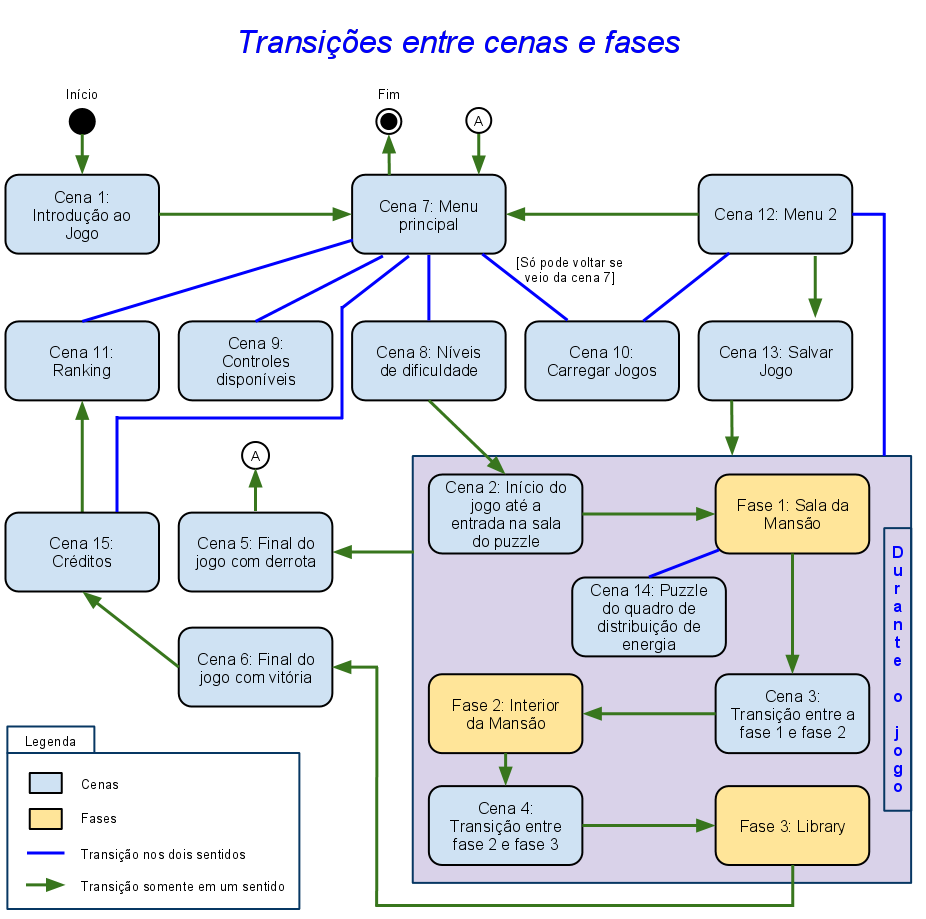 Transições entre cenas e fases
Início
Fim
A
Cena 1:
Introdução ao
Jogo
Cena 7: Menu
principal
Cena 12: Menu 2
[Só pode voltar se
veio da cena 7]
Cena 11:
Ranking
Cena 9:
Controles
disponíveis
Cena 8: Níveis
de dificuldade
Cena 10:
Carregar Jogos
Cena 13: Salvar
Jogo
A
Cena 2: Início do
jogo até a
entrada na sala
do puzzle
Fase 1: Sala da
Mansão
Cena 15:
Créditos
Cena 5: Final do
jogo com derrota
Cena 14: Puzzle
do quadro de
distribuição de
energia
Durante o jogo
Cena 6: Final do
jogo com vitória
Fase 2: Interior
da Mansão
Cena 3:
Transição entre a
fase 1 e fase 2
Cena 4:
Transição entre
fase 2 e fase 3
Fase 3: Library
Legenda
Cenas
Fases
Transição nos dois sentidos
Transição somente em um sentido